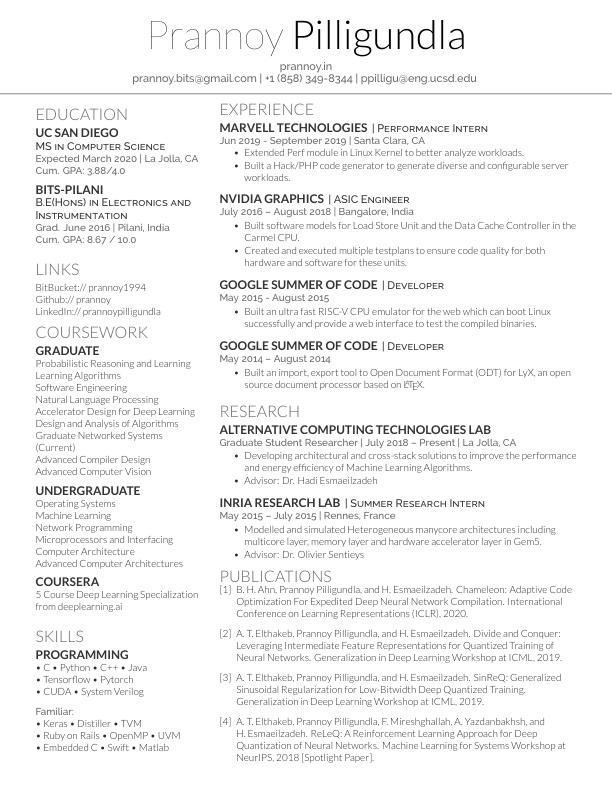 Prannoy Pilligundla
prannoy.in
prannoy.bits@gmail.com | +1 (858) 349-8344 | ppilligu@eng.ucsd.edu
EDUCATION
UC SAN DIEGO
MS in Computer Science
Expected March 2020 | La Jolla, CA
Cum. GPA: 3.88/4.0
BITS-PILANI
B.E(Hons) in Electronics and
Instrumentation
Grad. June 2016 | Pilani, India
Cum. GPA: 8.67 / 10.0
LINKS
BitBucket:// prannoy1994
Github:// prannoy
LinkedIn:// prannoypilligundla
COURSEWORK
GRADUATE
Probabilistic Reasoning and Learning
Learning Algorithms
Software Engineering
Natural Language Processing
Accelerator Design for Deep Learning
Design and Analysis of Algorithms
Graduate Networked Systems
(Current)
Advanced Compiler Design
Advanced Computer Vision
UNDERGRADUATE
Operating Systems
Machine Learning
Network Programming
Microprocessors and Interfacing
Computer Architecture
Advanced Computer Architectures
COURSERA
5 Course Deep Learning Specialization
from deeplearning.ai
SKILLS
PROGRAMMING
• C • Python • C++ • Java
• Tensorflow • Pytorch
• CUDA • System Verilog
Familiar:
• Keras • Distiller • TVM
• Ruby on Rails • OpenMP • UVM
• Embedded C • Swift • Matlab
EXPERIENCE
MARVELL TECHNOLOGIES | Performance Intern
Jun 2019 - September 2019 | Santa Clara, CA
• Extended Perf module in Linux Kernel to better analyze workloads.
• Built a Hack/PHP code generator to generate diverse and configurable server
workloads.
NVIDIA GRAPHICS | ASIC Engineer
July 2016 – August 2018 | Bangalore, India
• Built software models for Load Store Unit and the Data Cache Controller in the
Carmel CPU.
• Created and executed multiple testplans to ensure code quality for both
hardware and software for these units.
GOOGLE SUMMER OF CODE | Developer
May 2015 - August 2015
• Built an ultra fast RISC-V CPU emulator for the web which can boot Linux
successfully and provide a web interface to test the compiled binaries.
GOOGLE SUMMER OF CODE | Developer
May 2014 – August 2014
• Built an import, export tool to Open Document Format (ODT) for LyX, an open
source document processor based on LATEX.
RESEARCH
ALTERNATIVE COMPUTING TECHNOLOGIES LAB
Graduate Student Researcher | July 2018 – Present | La Jolla, CA
• Developing architectural and cross-stack solutions to improve the performance
and energy efficiency of Machine Learning Algorithms.
• Advisor: Dr. Hadi Esmaeilzadeh
INRIA RESEARCH LAB | Summer Research Intern
May 2015 – July 2015 | Rennes, France
• Modelled and simulated Heterogeneous manycore architectures including
multicore layer, memory layer and hardware accelerator layer in Gem5.
• Advisor: Dr. Olivier Sentieys
PUBLICATIONS
[1] B. H. Ahn, Prannoy Pilligundla, and H. Esmaeilzadeh. Chameleon: Adaptive Code
Optimization For Expedited Deep Neural Network Compilation. International
Conference on Learning Representations (ICLR), 2020.
[2] A. T. Elthakeb, Prannoy Pilligundla, and H. Esmaeilzadeh. Divide and Conquer:
Leveraging Intermediate Feature Representations for Quantized Training of
Neural Networks. Generalization in Deep Learning Workshop at ICML, 2019.
[3] A. T. Elthakeb, Prannoy Pilligundla, and H. Esmaeilzadeh. SinReQ: Generalized
Sinusoidal Regularization for Low-Bitwidth Deep Quantized Training.
Generalization in Deep Learning Workshop at ICML, 2019.
[4] A. T. Elthakeb, Prannoy Pilligundla, F. Mireshghallah, A. Yazdanbakhsh, and
H. Esmaeilzadeh. ReLeQ: A Reinforcement Learning Approach for Deep
Quantization of Neural Networks. Machine Learning for Systems Workshop at
NeurIPS, 2018 [Spotlight Paper].